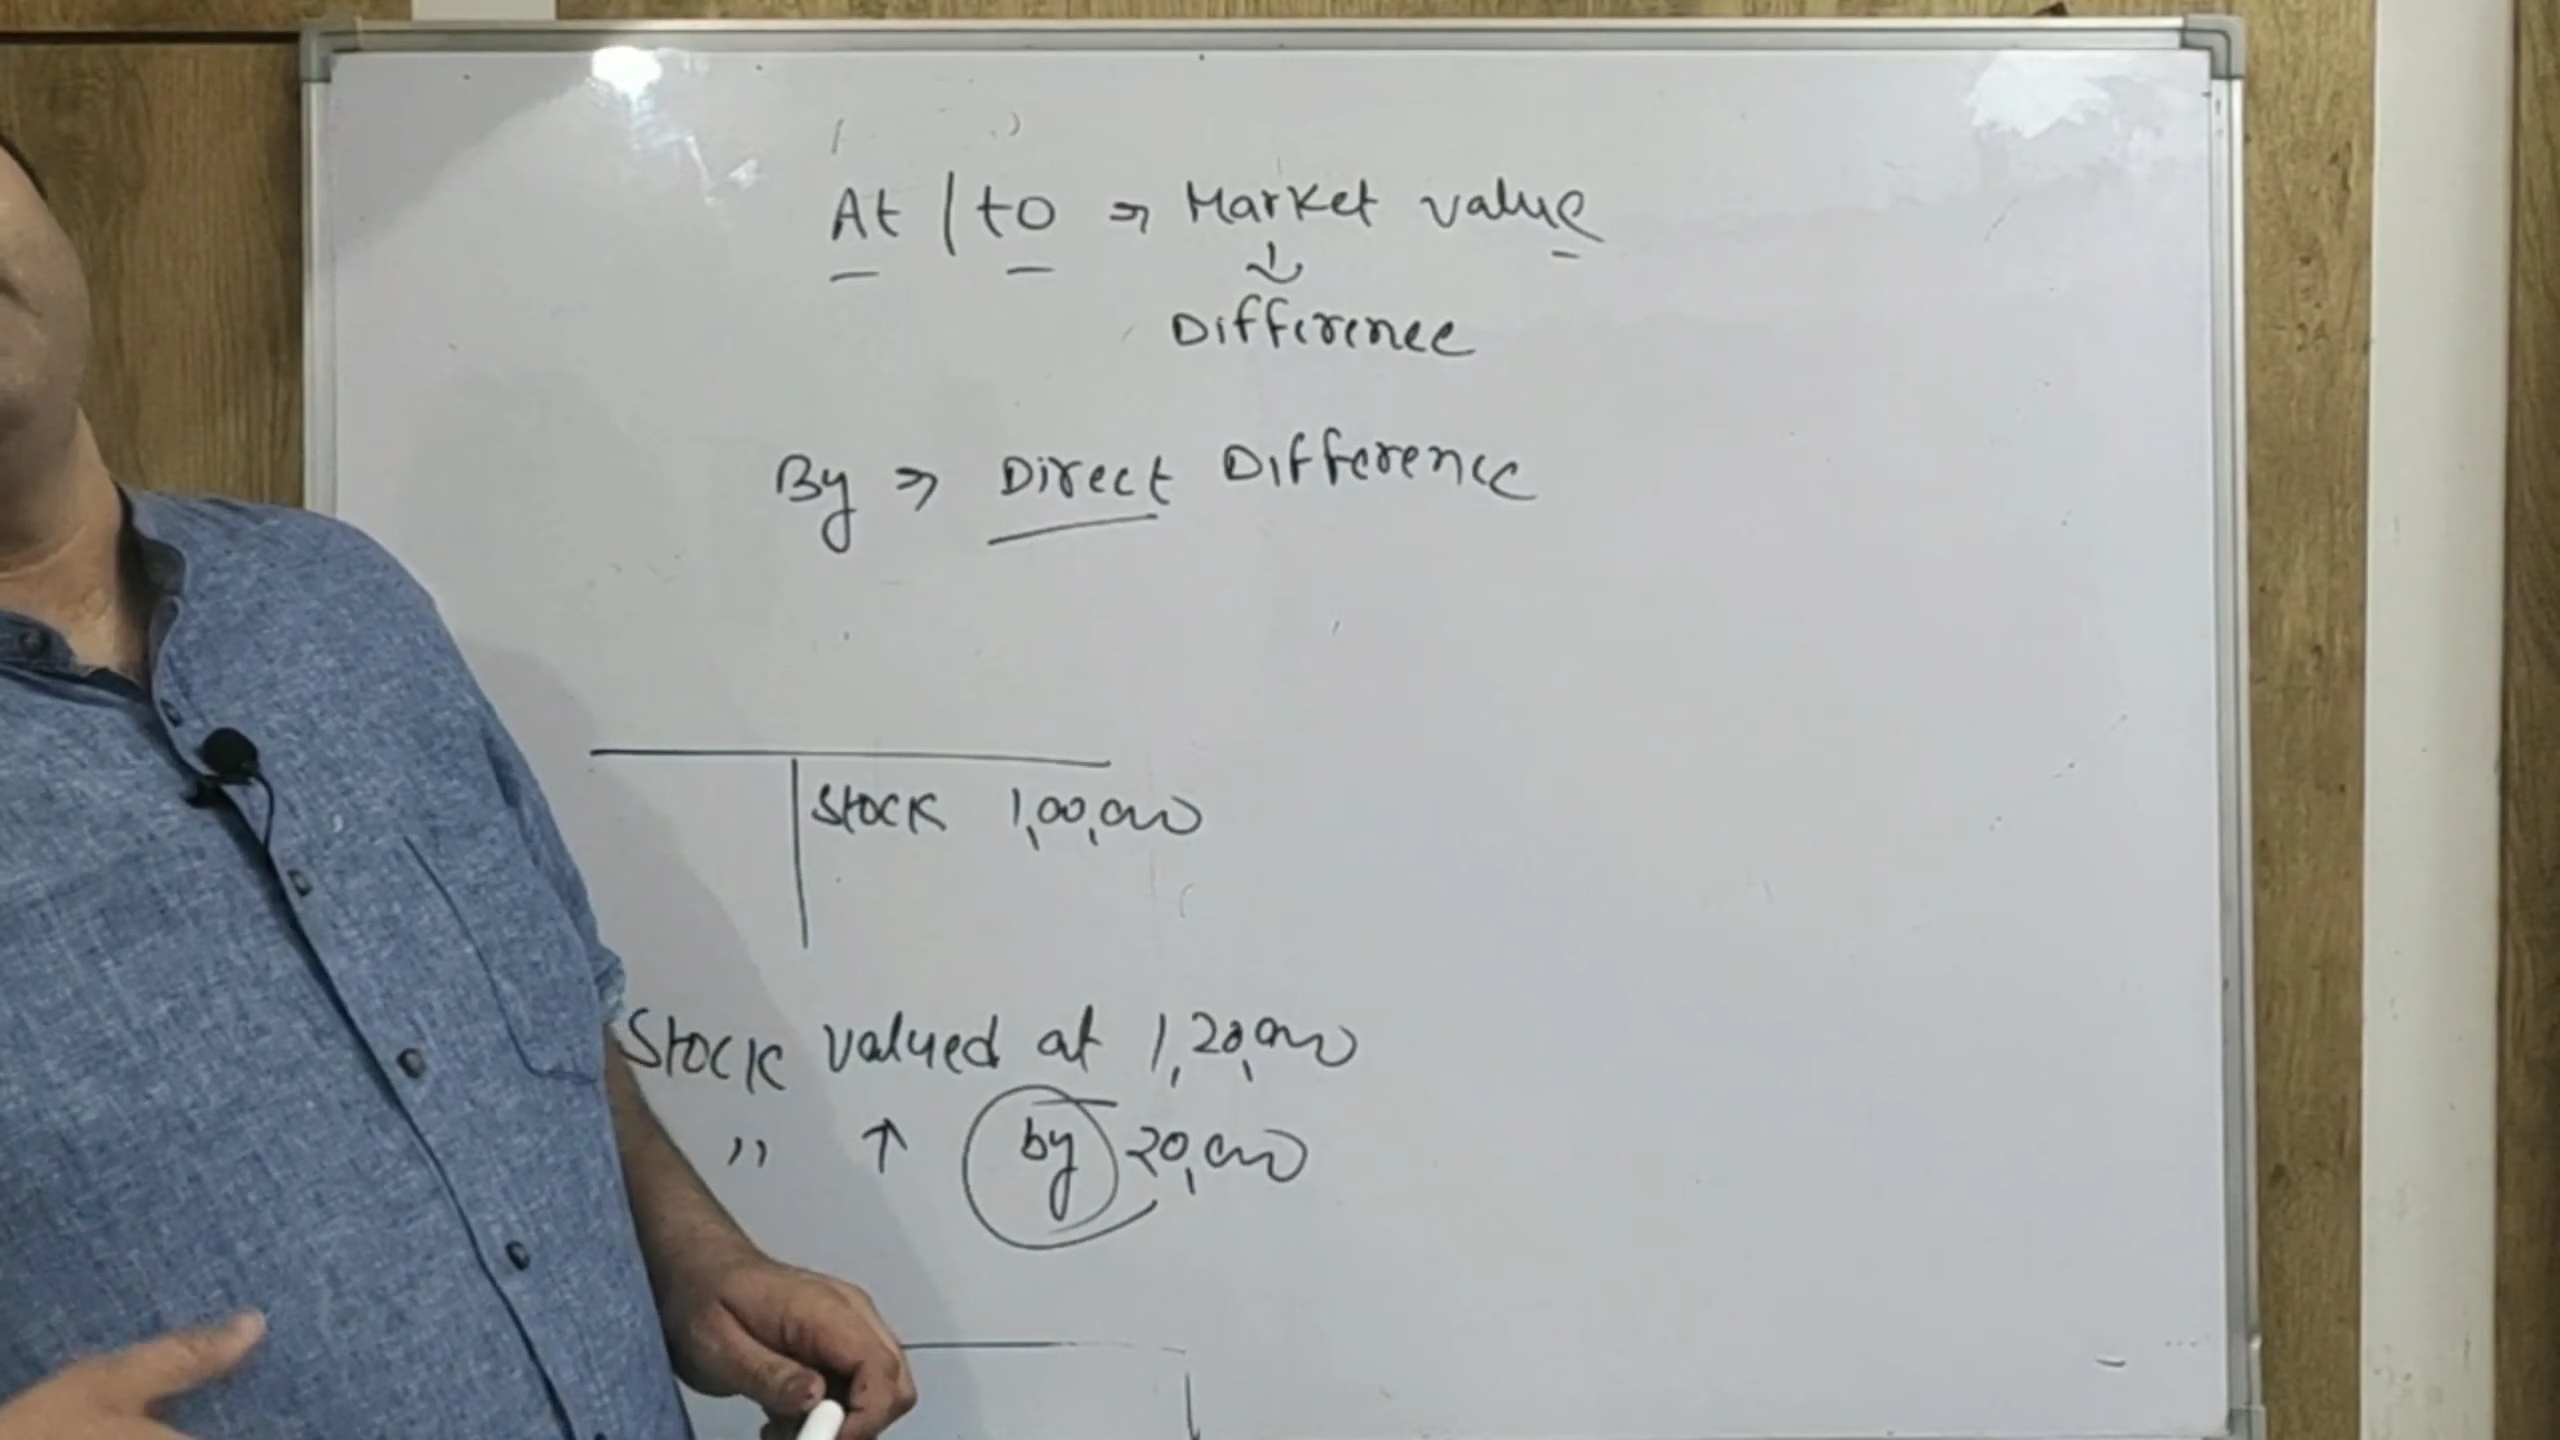 At / to ⇒ Market value
↓
Difference
By ⇒ Direct Difference
Stock 1,00,000
Stock valued at 1,20,000
,, ↑ by 20,000